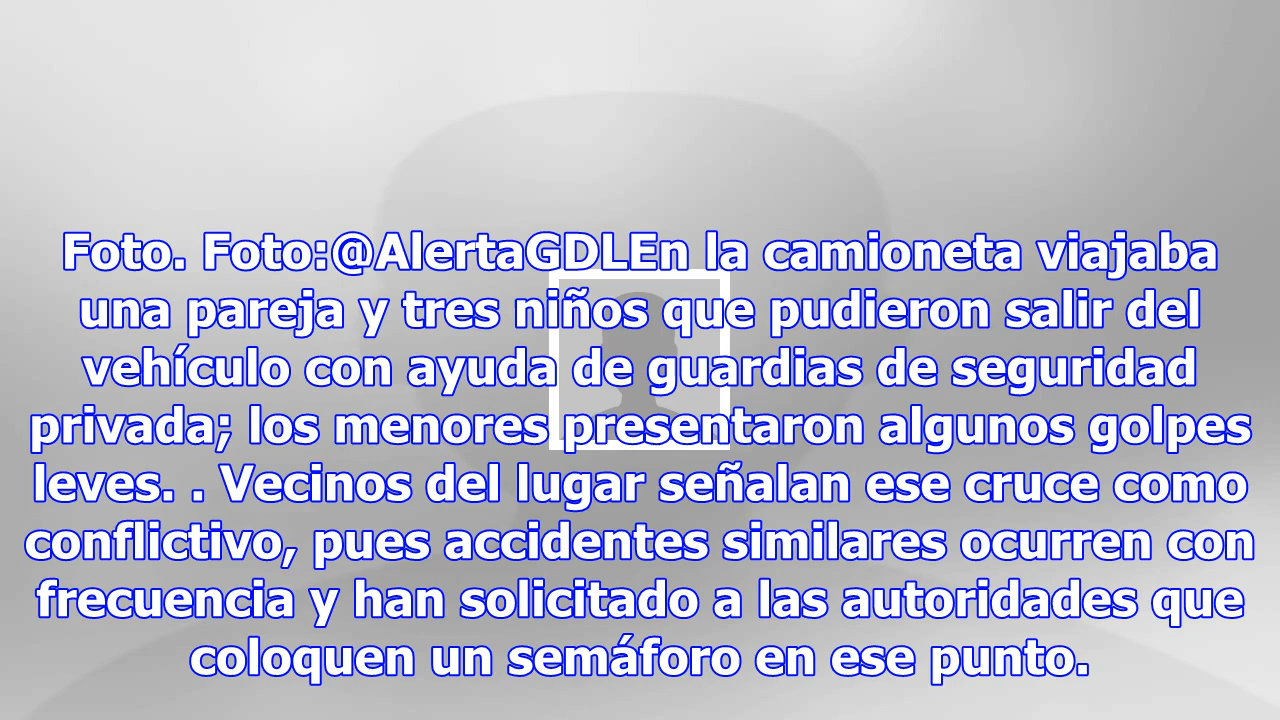 Foto. Foto:@AlertaGDLEn la camioneta viajaba
una pareja y tres niños que pudieron salir del
vehículo con ayuda de guardias de seguridad
privada; los menores presentaron algunos golpes
leves. . Vecinos del lugar señalan ese cruce como
conflictivo, pues accidentes similares ocurren con
frecuencia y han solicitado a las autoridades que
coloquen un semáforo en ese punto.